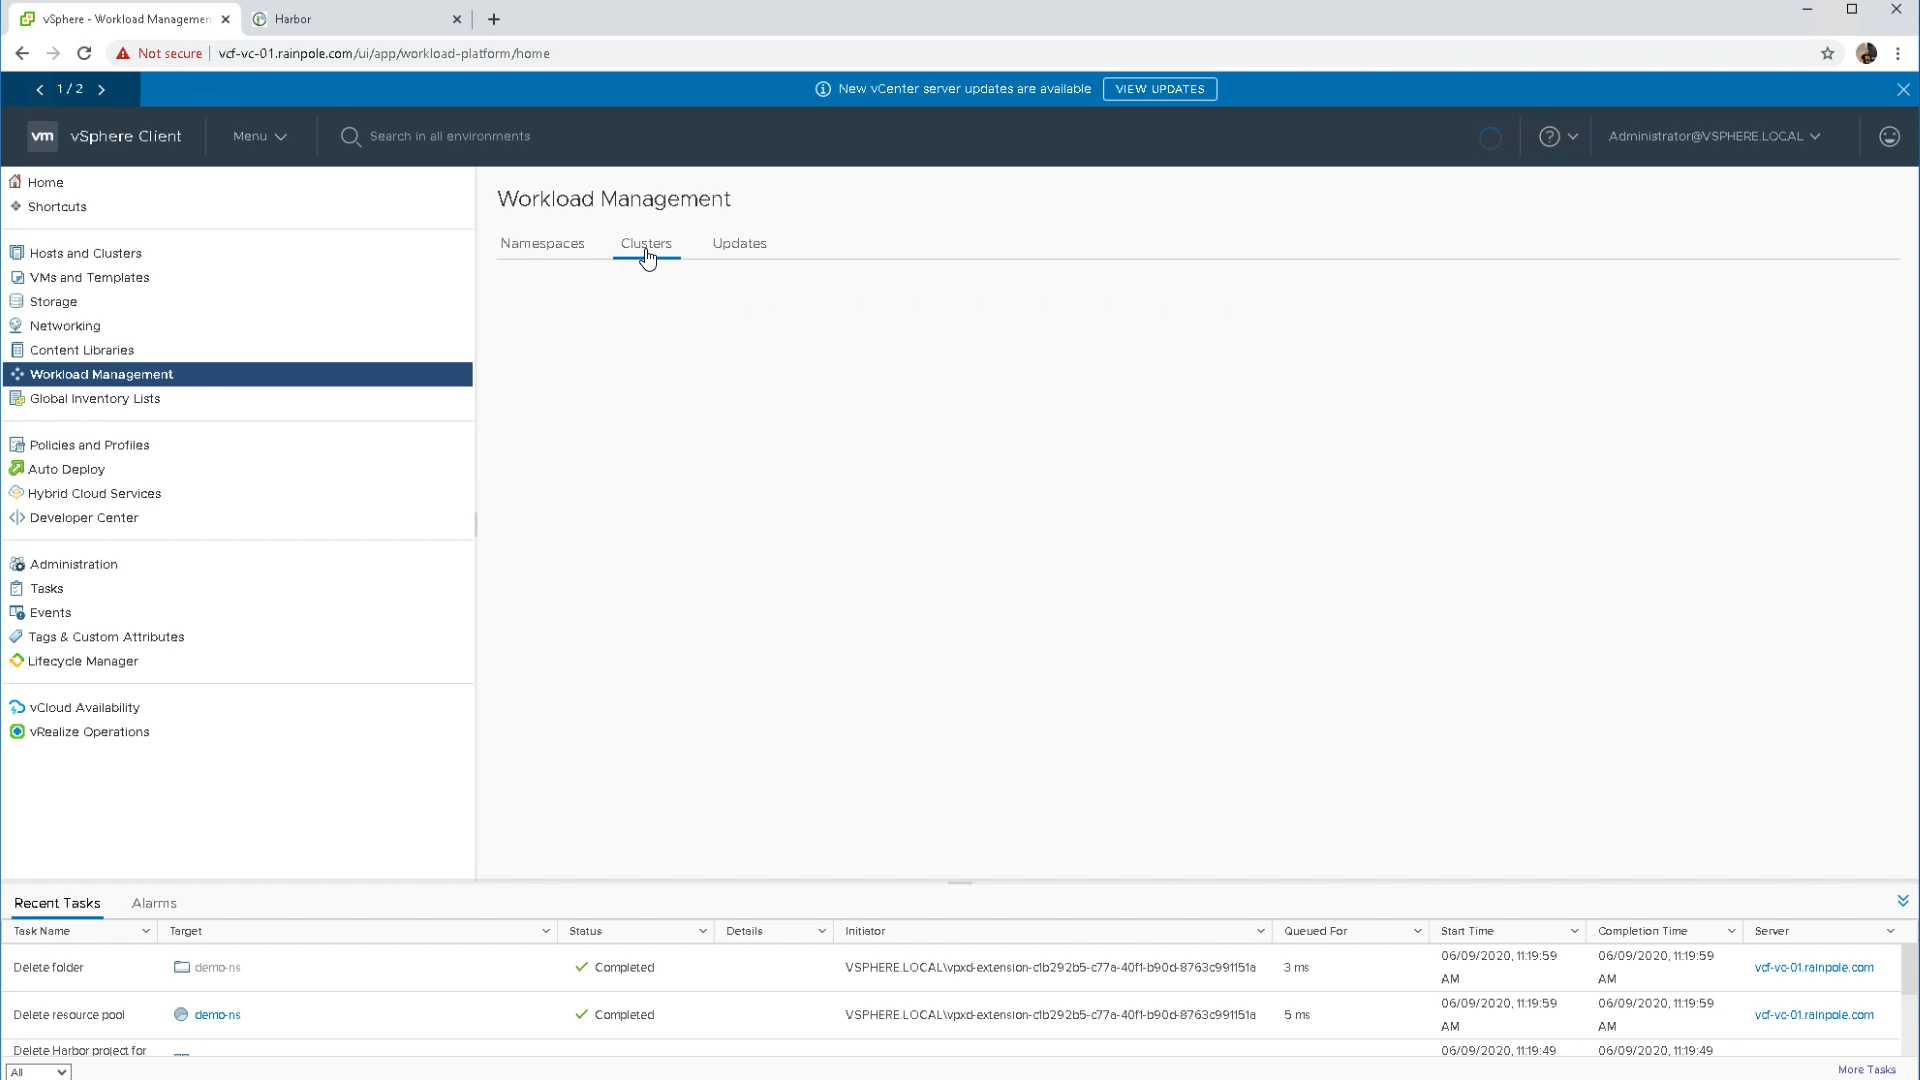 vSphere - Workload Managemen
Harbor
Not secure
vcf-vc-01.rainpole.com/ui/app/workload-platform/home
1 / 2
New vCenter server updates are available
VIEW UPDATES
vm
vSphere Client
Menu
Search in all environments
Administrator@VSPHERE.LOCAL
Home
Shortcuts
Hosts and Clusters
VMs and Templates
Storage
Networking
Content Libraries
Workload Management
Global Inventory Lists
Policies and Profiles
Auto Deploy
Hybrid Cloud Services
Developer Center
Administration
Tasks
Events
Tags & Custom Attributes
Lifecycle Manager
vCloud Availability
vRealize Operations
Workload Management
Namespaces Clusters Updates
Recent Tasks Alarms
Task Name Target Status Details Initiator Queued For Start Time Completion Time Server
Delete folder demo-ns Completed VSPHERE.LOCAL\vpxd-extension-c1b292b5-c77a-40f1-b90d-8763c991151a 3 ms 06/09/2020, 11:19:59 AM 06/09/2020, 11:19:59 AM vcf-vc-01.rainpole.com
Delete resource pool demo-ns Completed VSPHERE.LOCAL\vpxd-extension-c1b292b5-c77a-40f1-b90d-8763c991151a 5 ms 06/09/2020, 11:19:59 AM 06/09/2020, 11:19:59 AM vcf-vc-01.rainpole.com
Delete Harbor project for 06/09/2020, 11:19:49 06/09/2020, 11:19:49
All
More Tasks